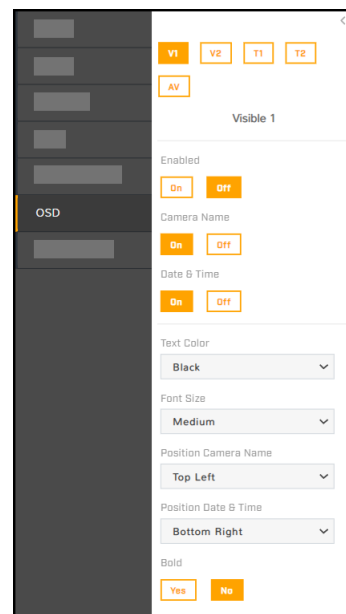 V1 V2 T1 T2
AV
Visible 1
Enabled
On Off
Camera Name
On Off
OSD
Date & Time
On Off
Text Color
Black
Font Size
Medium
Position Camera Name
Top Left
Position Date & Time
Bottom Right
Bold
Yes No